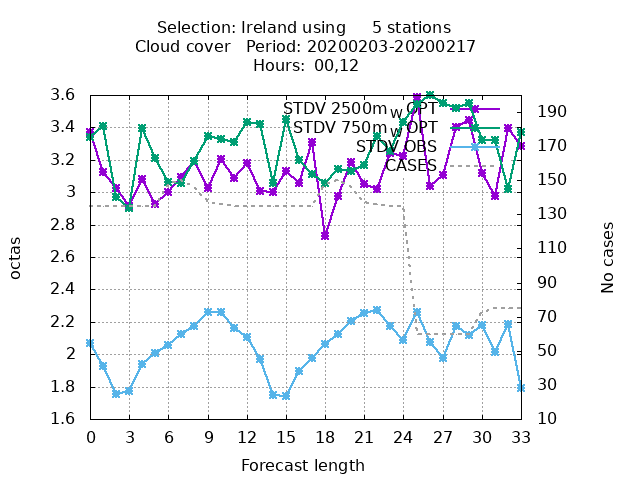 Selection: Ireland using     5 stations
Cloud cover   Period: 20200203-20200217
Hours:  00,12
STDV 2500m_WOPT
STDV 750m_WOPT
STDV OBS
CASES
3.6
3.4
3.2
3
2.8
2.6
2.4
2.2
2
1.8
1.6
190
170
150
130
110
90
70
50
30
10
octas
No cases
0 3 6 9 12 15 18 21 24 27 30 33
Forecast length